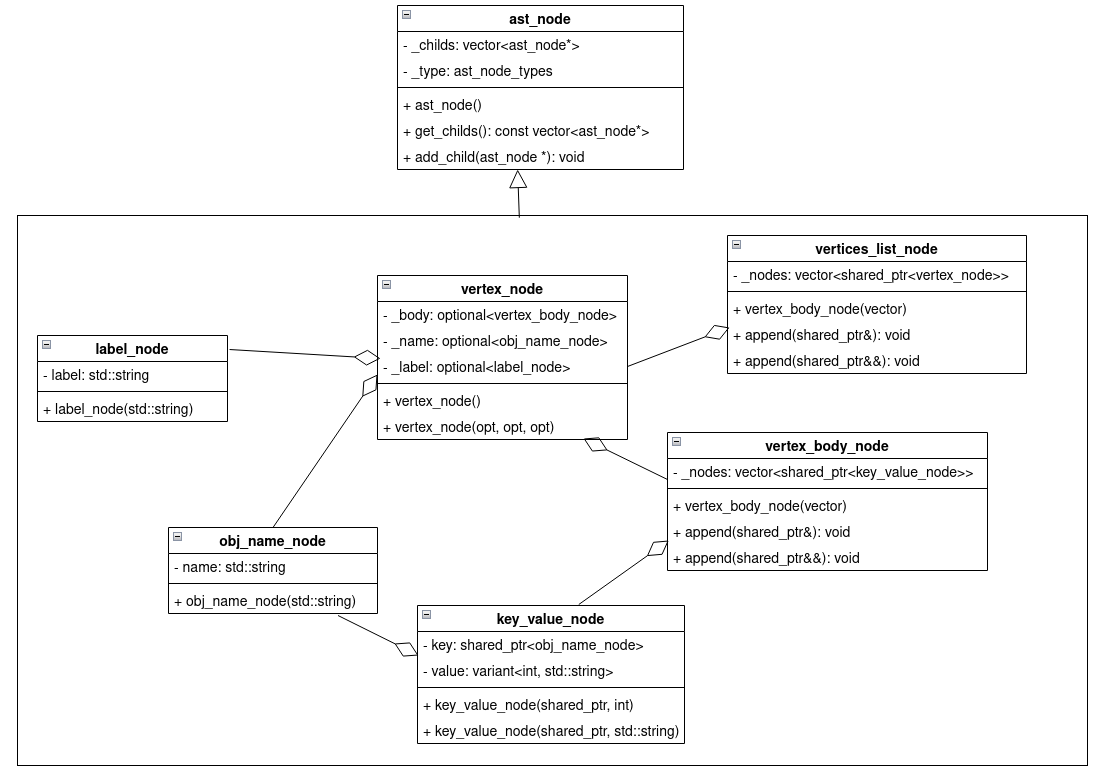 ast_node
- _childs: vector<ast_node*>
- _type: ast_node_types
+ ast_node()
+ get_childs(): const vector<ast_node*>
+ add_child(ast_node *): void
vertices_list_node
- _nodes: vector<shared_ptr<vertex_node>>
+ vertex_body_node(vector)
+ append(shared_ptr&): void
+ append(shared_ptr&&): void
vertex_node
- _body: optional<vertex_body_node>
- _name: optional<obj_name_node>
- _label: optional<label_node>
+ vertex_node()
+ vertex_node(opt, opt, opt)
label_node
- label: std::string
+ label_node(std::string)
vertex_body_node
- _nodes: vector<shared_ptr<key_value_node>>
+ vertex_body_node(vector)
+ append(shared_ptr&): void
+ append(shared_ptr&&): void
obj_name_node
- name: std::string
+ obj_name_node(std::string)
key_value_node
- key: shared_ptr<obj_name_node>
- value: variant<int, std::string>
+ key_value_node(shared_ptr, int)
+ key_value_node(shared_ptr, std::string)